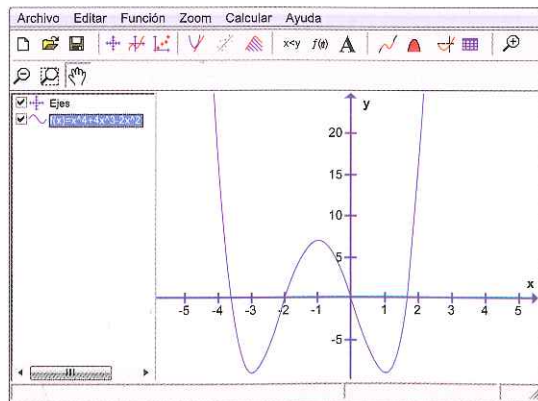 Archivo Editar Función Zoom Calcular Ayuda
x<y f(x) A
Ejes
f(x)=x^4+4x^3-2x^2
y
20
15
10
5
x
-5 -4 -3 -2 -1 1 2 3 4 5
-5